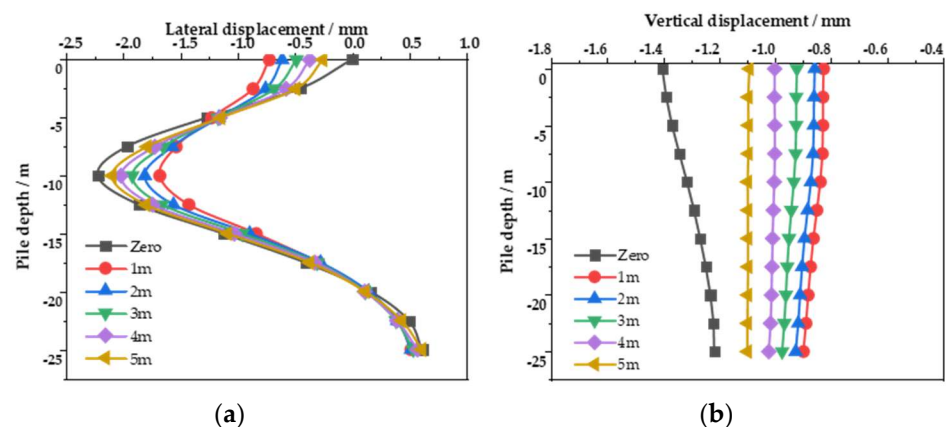 Lateral displacement / mm
-2.5 -2.0 -1.5 -1.0 -0.5 0.0 0.5 1.0
0
-5
-10
-15
-20
-25
Pile depth / m
Zero
1m
2m
3m
4m
5m
(a)
Vertical displacement / mm
-1.8 -1.6 -1.4 -1.2 -1.0 -0.8 -0.6 -0.4
0
-5
-10
-15
-20
-25
Pile depth / m
Zero
1m
2m
3m
4m
5m
(b)